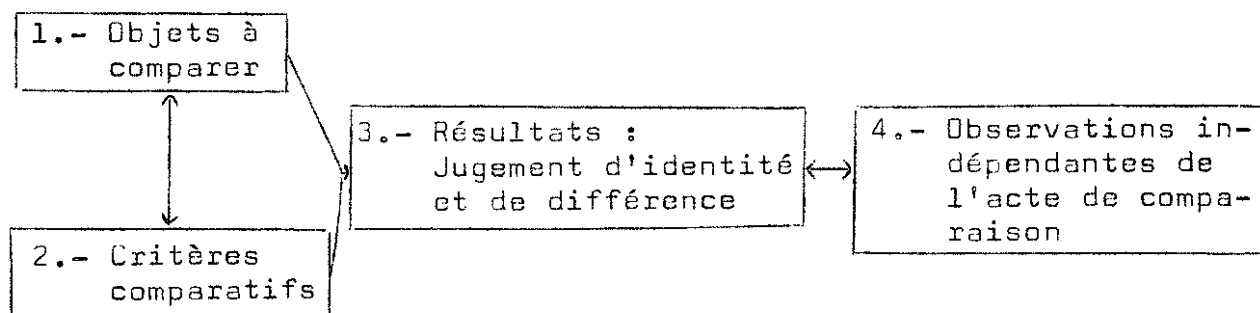 1.- Objets à
comparer
2.- Critères
comparatifs
3.- Résultats :
Jugement d'identité
et de différence
4.- Observations in-
dépendantes de
l'acte de compa-
raison